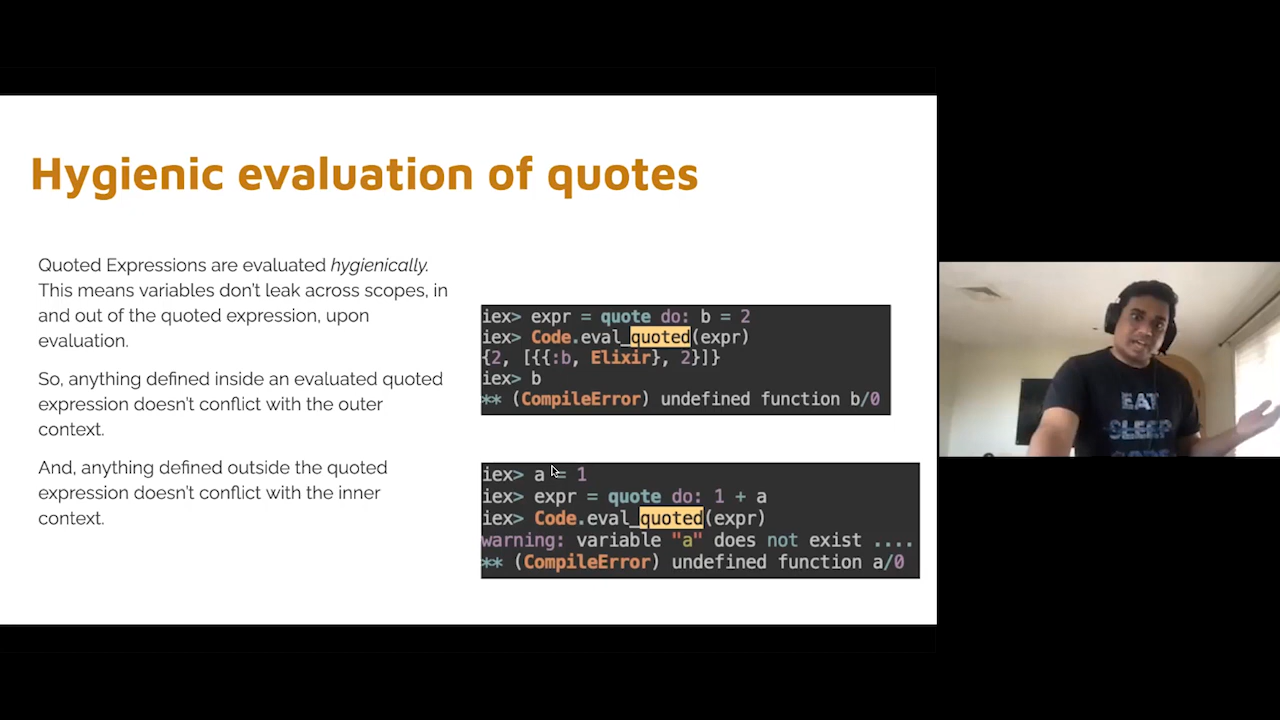 Hygienic evaluation of quotes
Quoted Expressions are evaluated hygienically.
This means variables don't leak across scopes, in
and out of the quoted expression, upon
evaluation.
So, anything defined inside an evaluated quoted
expression doesn't conflict with the outer
context.
And, anything defined outside the quoted
expression doesn't conflict with the inner
context.
iex> expr = quote do: b = 2
iex> Code.eval_quoted(expr)
{2, [{{:b, Elixir}, 2}]}
iex> b
** (CompileError) undefined function b/0
iex> a = 1
iex> expr = quote do: 1 + a
iex> Code.eval_quoted(expr)
warning: variable "a" does not exist ....
** (CompileError) undefined function a/0
EAT
SLEEP